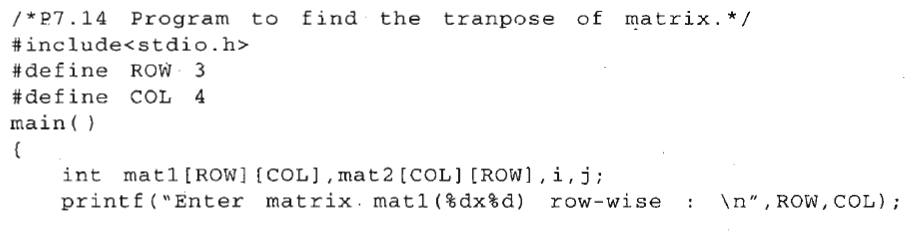 /*P7.14 Program to find the tranpose of matrix.*/
#include<stdio.h>
#define ROW 3
#define COL 4
main()
{
int mat1[ROW][COL],mat2[COL][ROW],i,j;
printf("Enter matrix mat1(%dx%d) row-wise : \n",ROW,COL);